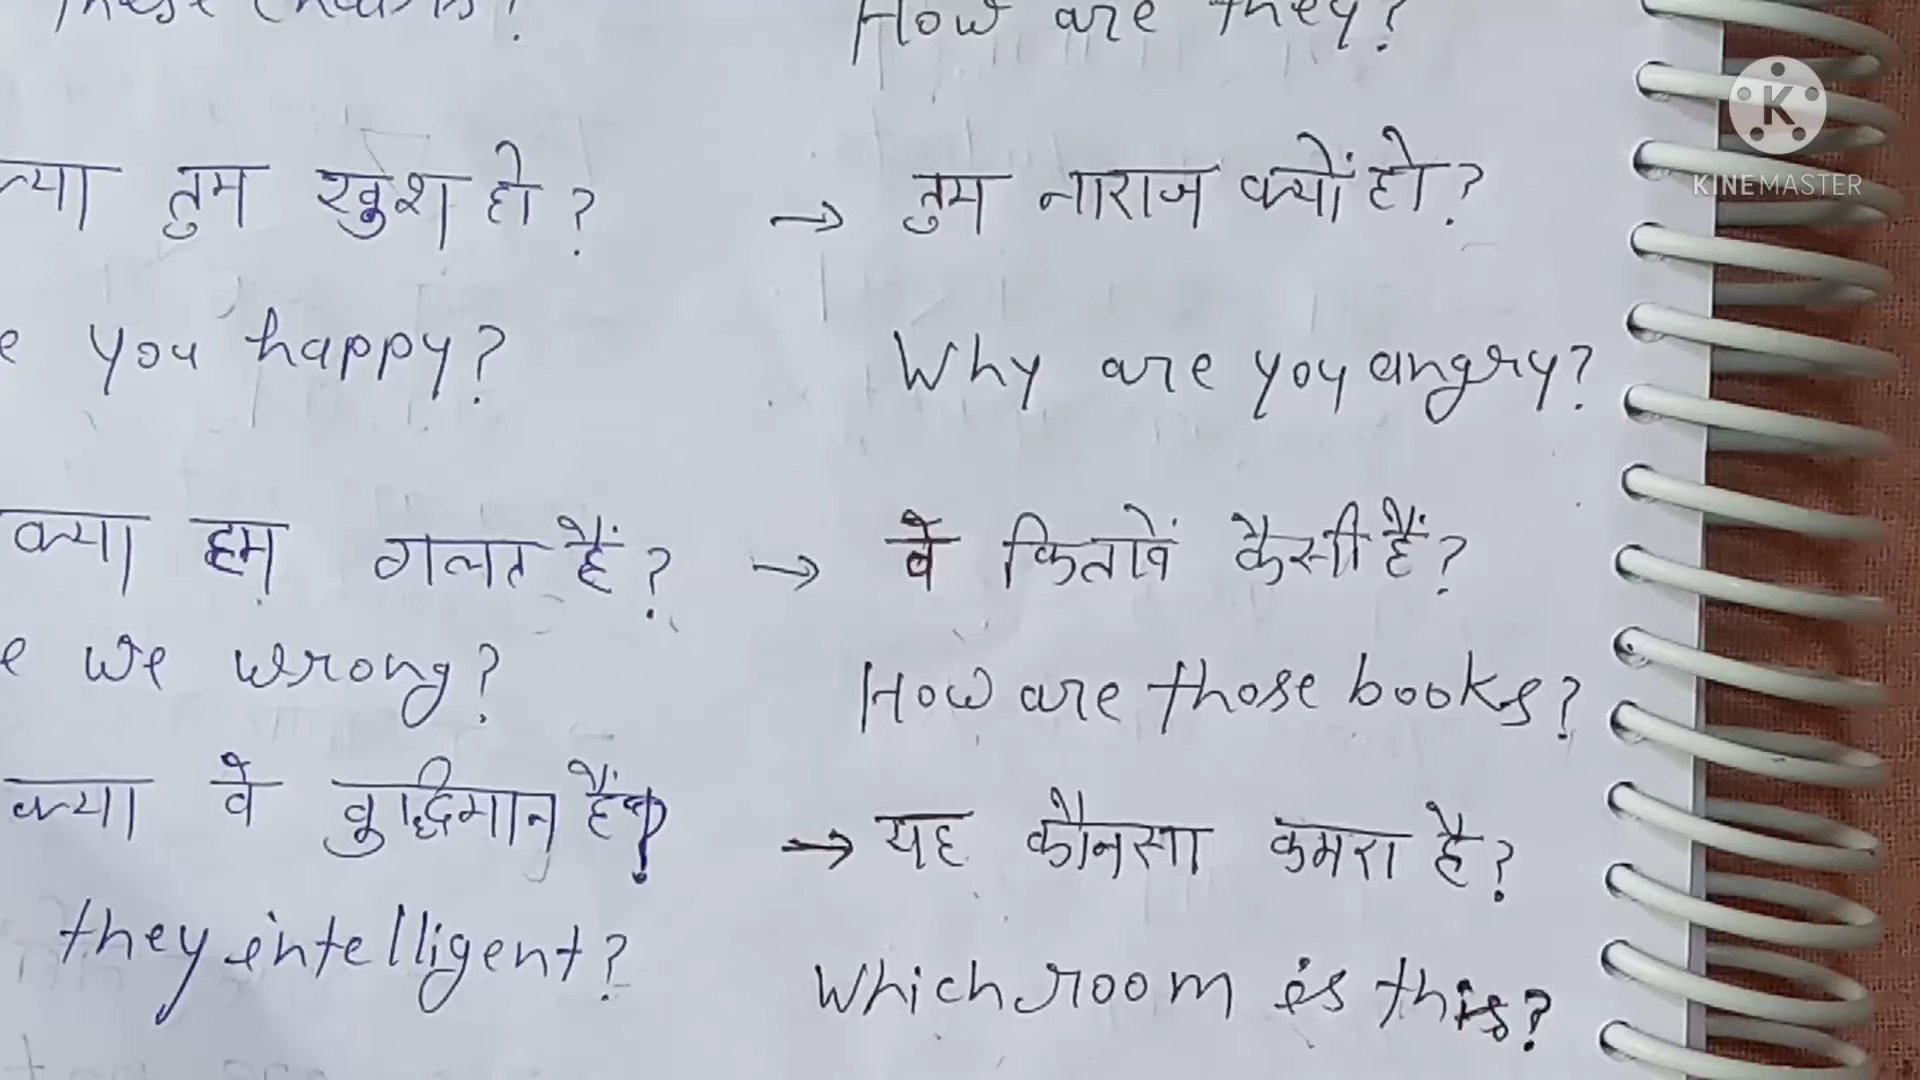 How are they?
क्या तुम खुश हो?
→ तुम नाराज क्यों हो?
you happy?
Why are you angry?
क्या हम गलत हैं?
→ वे कितावें कैसी हैं?
we wrong?
How are those books?
क्या वे वुद्धिमान हैं?
→ यह कौनसा कमरा है?
they intelligent?
Which room is this?
K
KINEMASTER